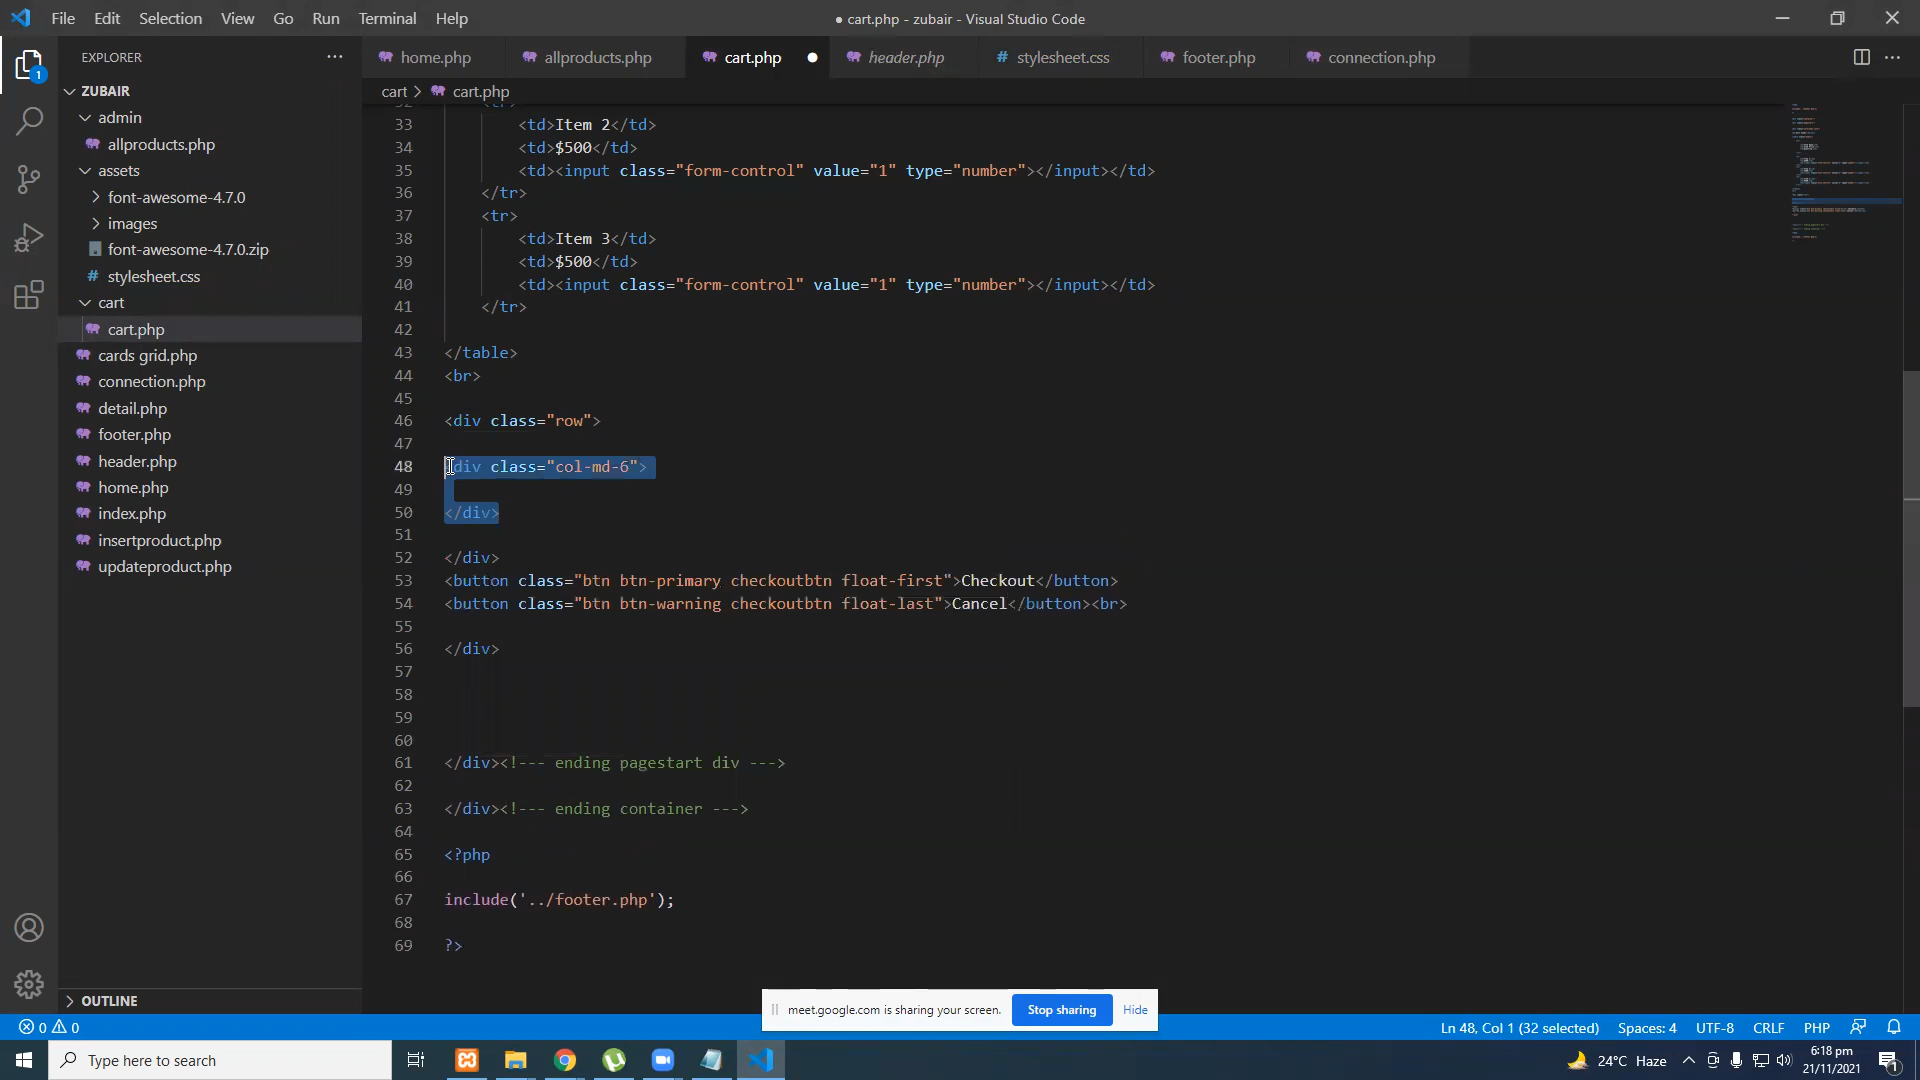 File Edit Selection View Go Run Terminal Help
● cart.php - zubair - Visual Studio Code
EXPLORER
home.php allproducts.php cart.php header.php # stylesheet.css footer.php connection.php
cart > cart.php
1
ZUBAIR
admin
allproducts.php
assets
font-awesome-4.7.0
images
font-awesome-4.7.0.zip
# stylesheet.css
cart
cart.php
cards grid.php
connection.php
detail.php
footer.php
header.php
home.php
index.php
insertproduct.php
updateproduct.php
OUTLINE
32 <tr>
33 <td>Item 2</td>
34 <td>$500</td>
35 <td><input class="form-control" value="1" type="number"></input></td>
36 </tr>
37 <tr>
38 <td>Item 3</td>
39 <td>$500</td>
40 <td><input class="form-control" value="1" type="number"></input></td>
41 </tr>
42
43 </table>
44 <br>
45
46 <div class="row">
47
48 <div class="col-md-6">
49
50 </div>
51
52 </div>
53 <button class="btn btn-primary checkoutbtn float-first">Checkout</button>
54 <button class="btn btn-warning checkoutbtn float-last">Cancel</button><br>
55
56 </div>
57
58
59
60
61 </div><!--- ending pagestart div --->
62
63 </div><!--- ending container --->
64
65 <?php
66
67 include('../footer.php');
68
69 ?>
meet.google.com is sharing your screen. Stop sharing Hide
0 0
Ln 48, Col 1 (32 selected) Spaces: 4 UTF-8 CRLF PHP
Type here to search
24°C Haze
6:18 pm
21/11/2021
1